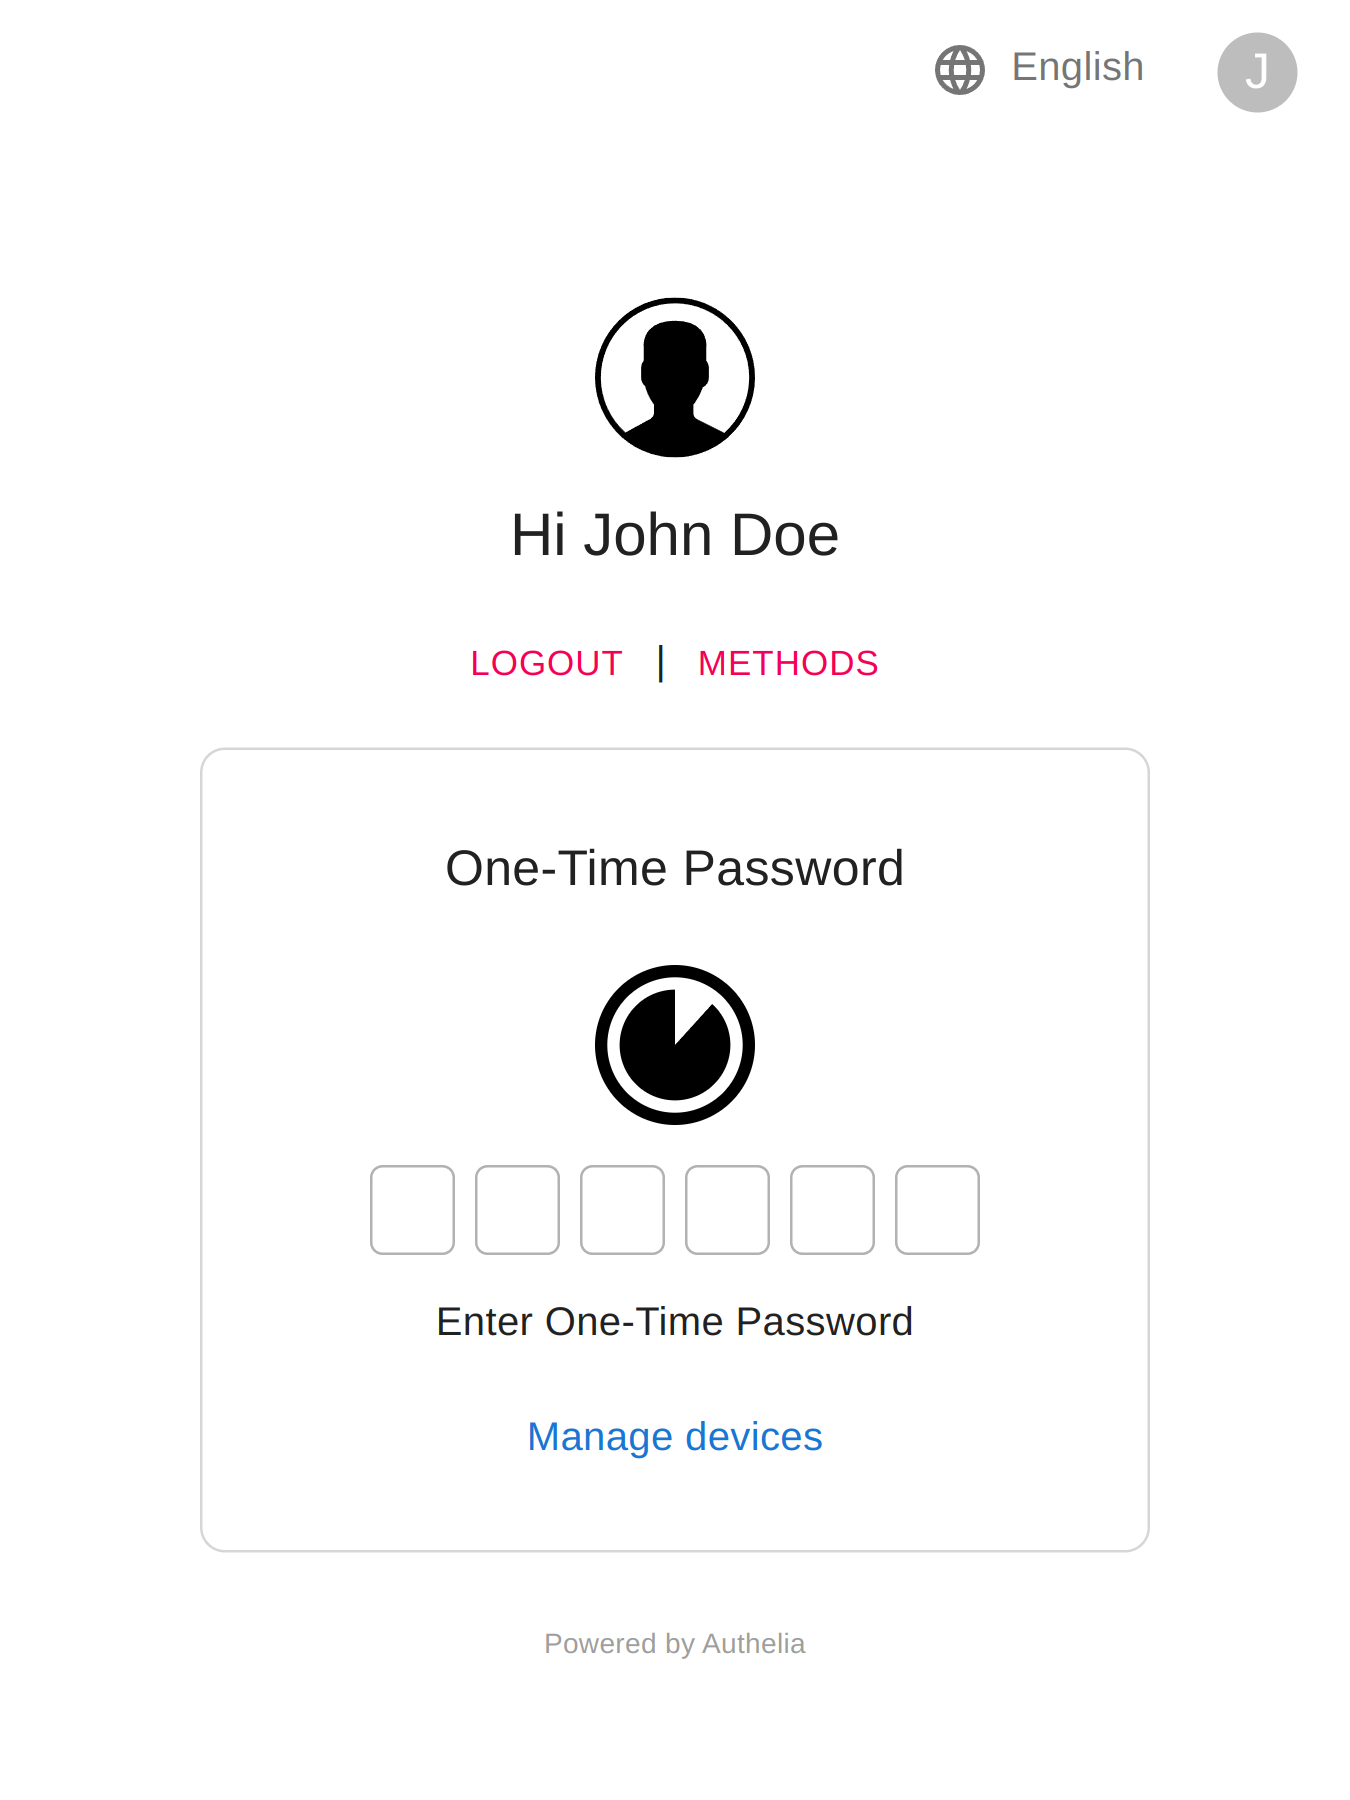 English
J
Hi John Doe
LOGOUT | METHODS
One-Time Password
Enter One-Time Password
Manage devices
Powered by Authelia